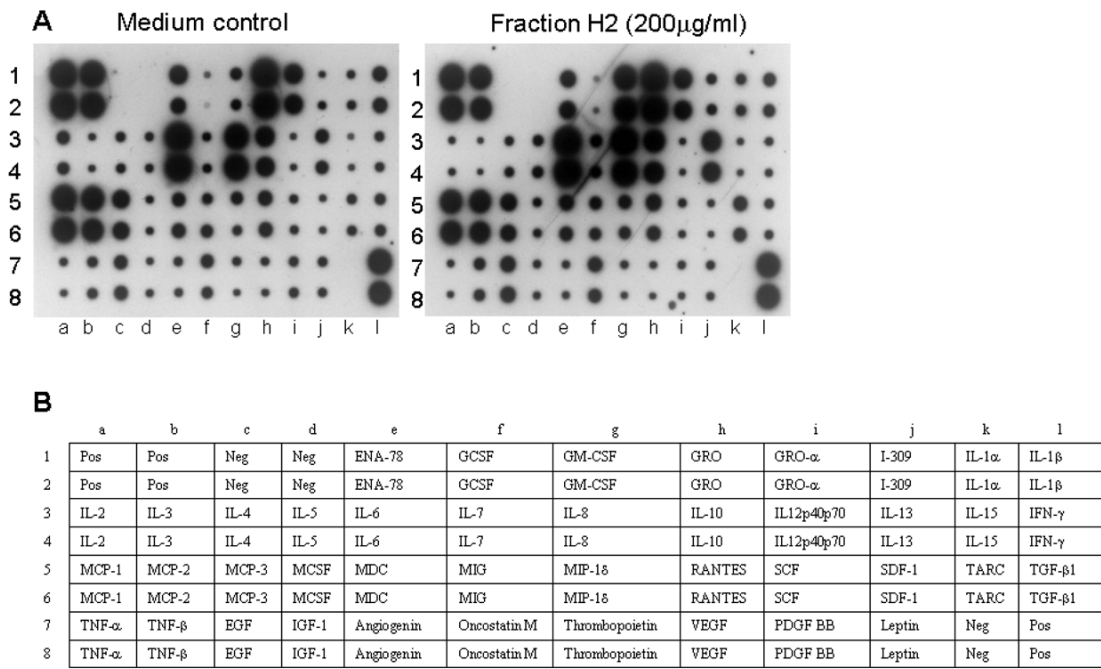 A
Medium control
Fraction H2 (200µg/ml)
1
2
3
4
5
6
7
8
a b c d e f g h i j k l
1
2
3
4
5
6
7
8
a b c d e f g h i j k l
B
a b c d e f g h i j k l
1 Pos Pos Neg Neg ENA-78 GCSF GM-CSF GRO GRO-α I-309 IL-1α IL-1β
2 Pos Pos Neg Neg ENA-78 GCSF GM-CSF GRO GRO-α I-309 IL-1α IL-1β
3 IL-2 IL-3 IL-4 IL-5 IL-6 IL-7 IL-8 IL-10 IL12p40p70 IL-13 IL-15 IFN-γ
4 IL-2 IL-3 IL-4 IL-5 IL-6 IL-7 IL-8 IL-10 IL12p40p70 IL-13 IL-15 IFN-γ
5 MCP-1 MCP-2 MCP-3 MCSF MDC MIG MIP-1δ RANTES SCF SDF-1 TARC TGF-β1
6 MCP-1 MCP-2 MCP-3 MCSF MDC MIG MIP-1δ RANTES SCF SDF-1 TARC TGF-β1
7 TNF-α TNF-β EGF IGF-1 Angiogenin Oncostatin M Thrombopoietin VEGF PDGF BB Leptin Neg Pos
8 TNF-α TNF-β EGF IGF-1 Angiogenin Oncostatin M Thrombopoietin VEGF PDGF BB Leptin Neg Pos